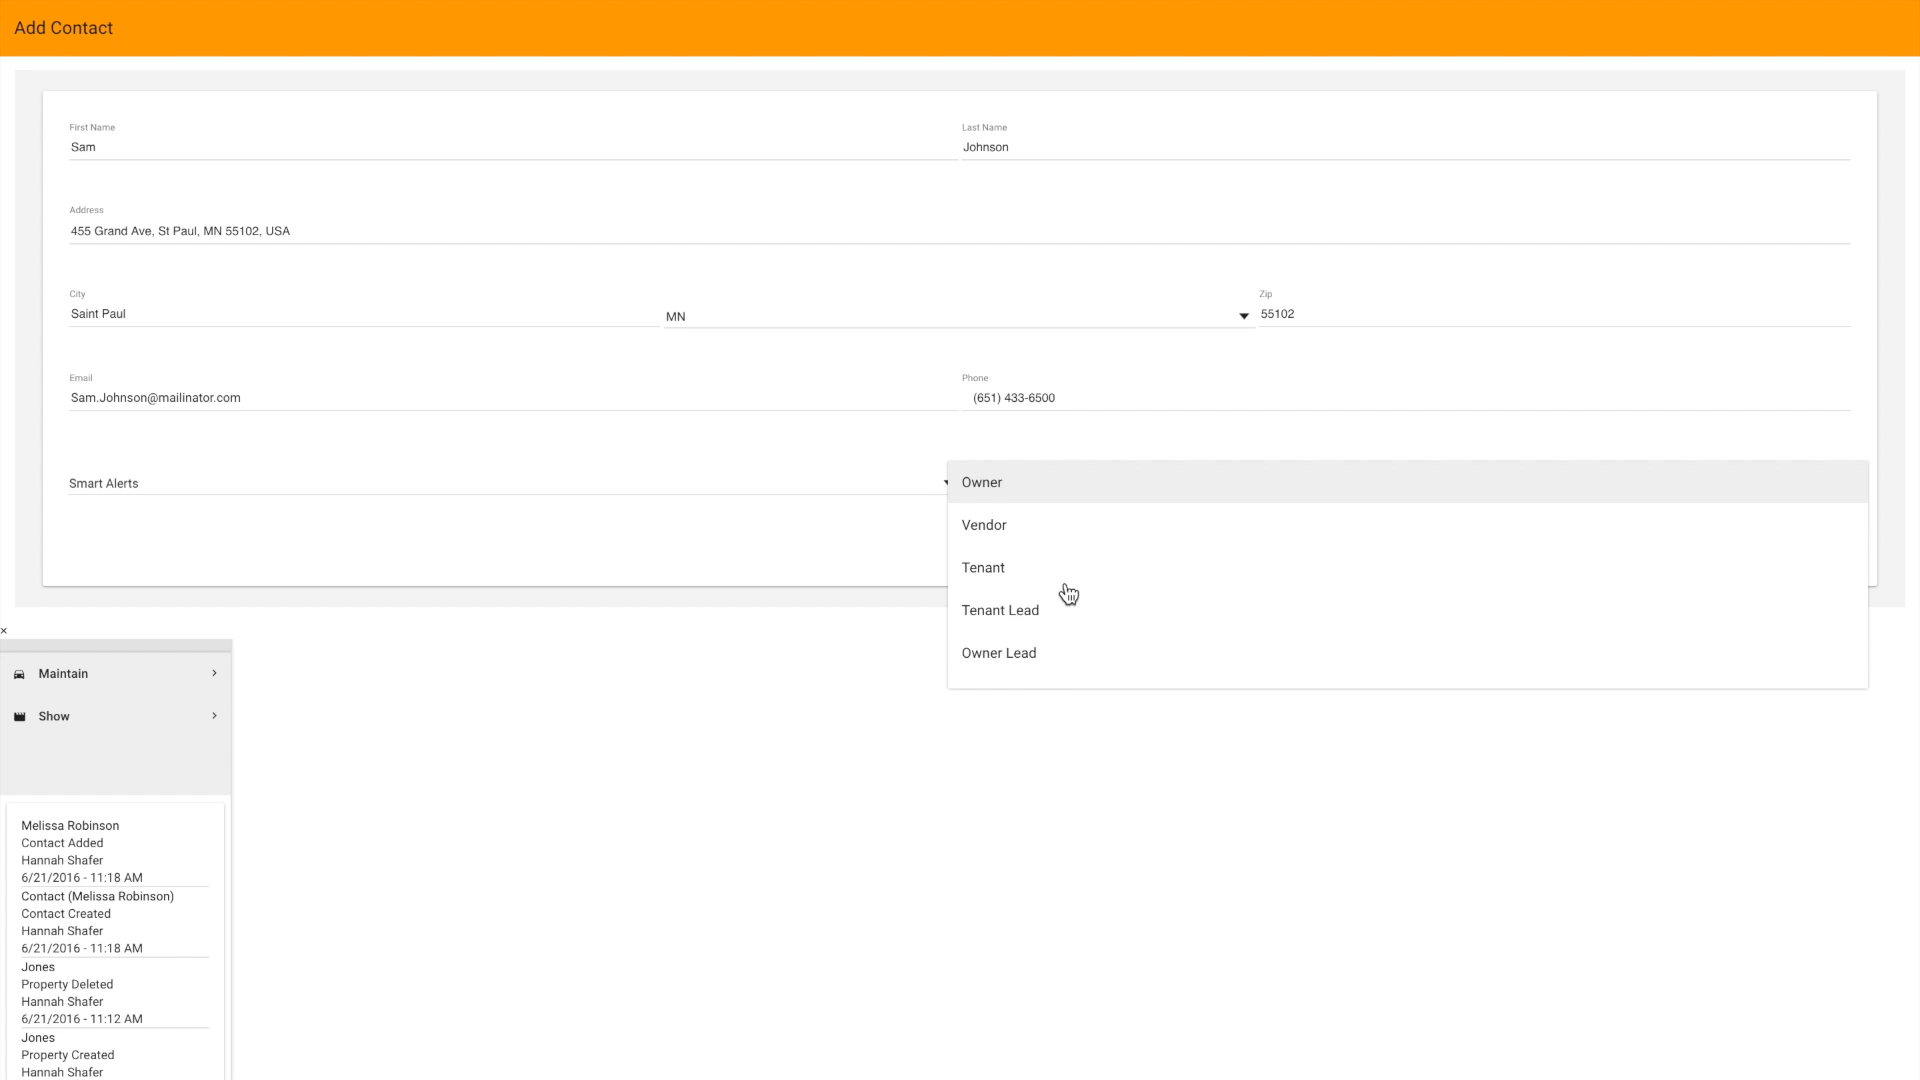 Add Contact
First Name
Sam
Last Name
Johnson
Address
455 Grand Ave, St Paul, MN 55102, USA
City
Saint Paul
MN
Zip
55102
Email
Sam.Johnson@mailinator.com
Phone
(651) 433-6500
Smart Alerts
Owner
Vendor
Tenant
Tenant Lead
Owner Lead
×
Maintain
Show
Melissa Robinson
Contact Added
Hannah Shafer
6/21/2016 - 11:18 AM
Contact (Melissa Robinson)
Contact Created
Hannah Shafer
6/21/2016 - 11:18 AM
Jones
Property Deleted
Hannah Shafer
6/21/2016 - 11:12 AM
Jones
Property Created
Hannah Shafer